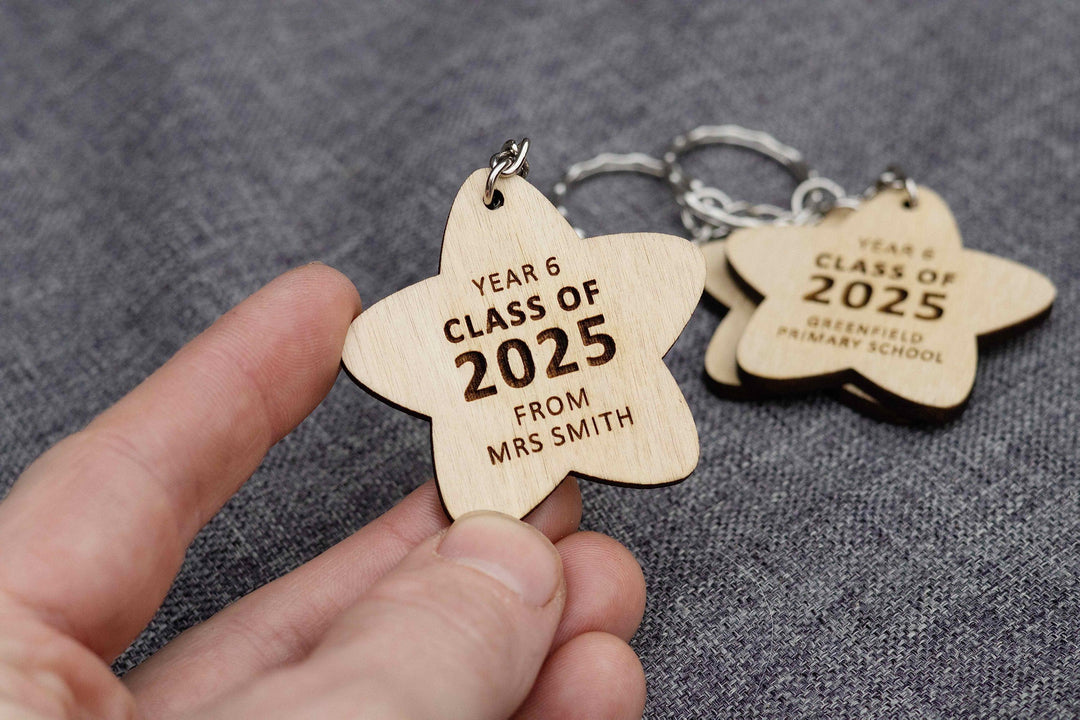 YEAR 6
CLASS OF
2025
FROM
MRS SMITH
YEAR 6
CLASS OF
2025
GREENFIELD
PRIMARY SCHOOL